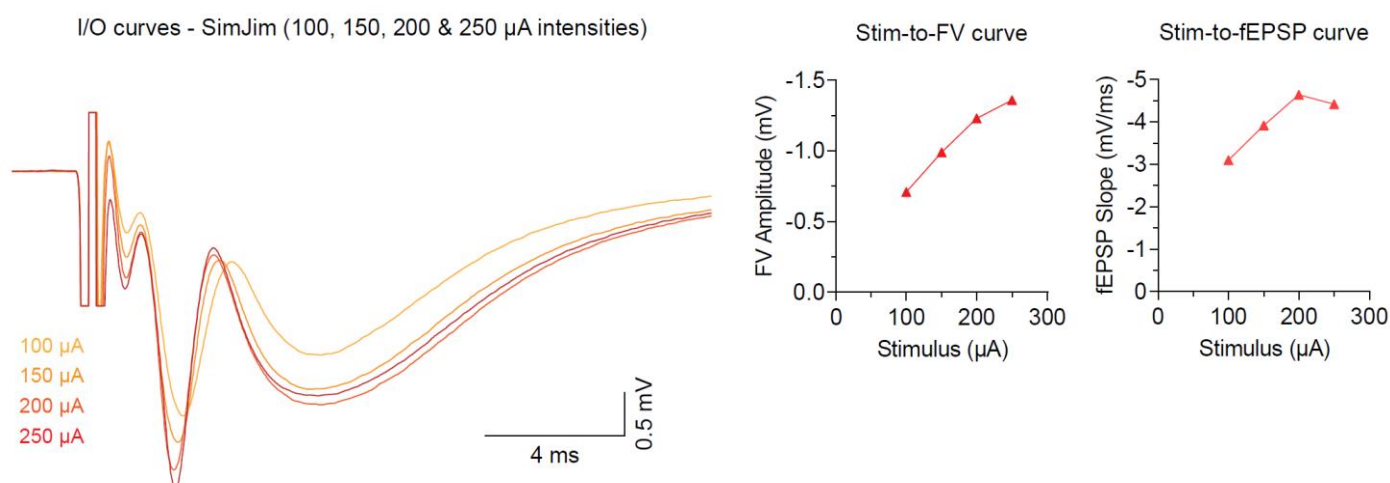 I/O curves - SimJim (100, 150, 200 & 250 µA intensities)
100 µA
150 µA
200 µA
250 µA
0.5 mV
4 ms
Stim-to-FV curve
FV Amplitude (mV)
-1.5
-1.0
-0.5
0.0
0
100
200
300
Stimulus (µA)
Stim-to-fEPSP curve
fEPSP Slope (mV/ms)
-5
-4
-3
-2
-1
0
0
100
200
300
Stimulus (µA)